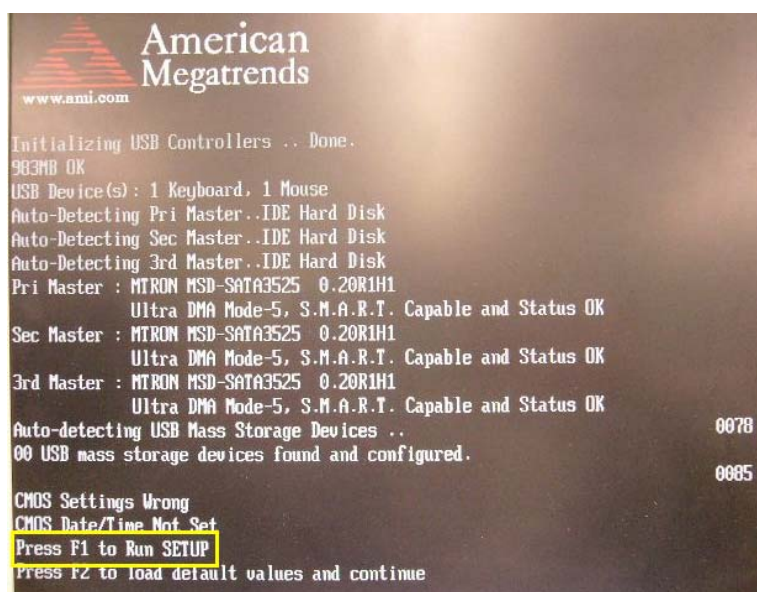 American
Megatrends
www.ami.com
Initializing USB Controllers .. Done.
983MB OK
USB Device(s): 1 Keyboard, 1 Mouse
Auto-Detecting Pri Master..IDE Hard Disk
Auto-Detecting Sec Master..IDE Hard Disk
Auto-Detecting 3rd Master..IDE Hard Disk
Pri Master : MTRON MSD-SATA3525 0.20R1H1
Ultra DMA Mode-5, S.M.A.R.T. Capable and Status OK
Sec Master : MTRON MSD-SATA3525 0.20R1H1
Ultra DMA Mode-5, S.M.A.R.T. Capable and Status OK
3rd Master : MTRON MSD-SATA3525 0.20R1H1
Ultra DMA Mode-5, S.M.A.R.T. Capable and Status OK
Auto-detecting USB Mass Storage Devices .. 0078
00 USB mass storage devices found and configured.
0085
CMOS Settings Wrong
CMOS Date/Time Not Set
Press F1 to Run SETUP
Press F2 to load default values and continue